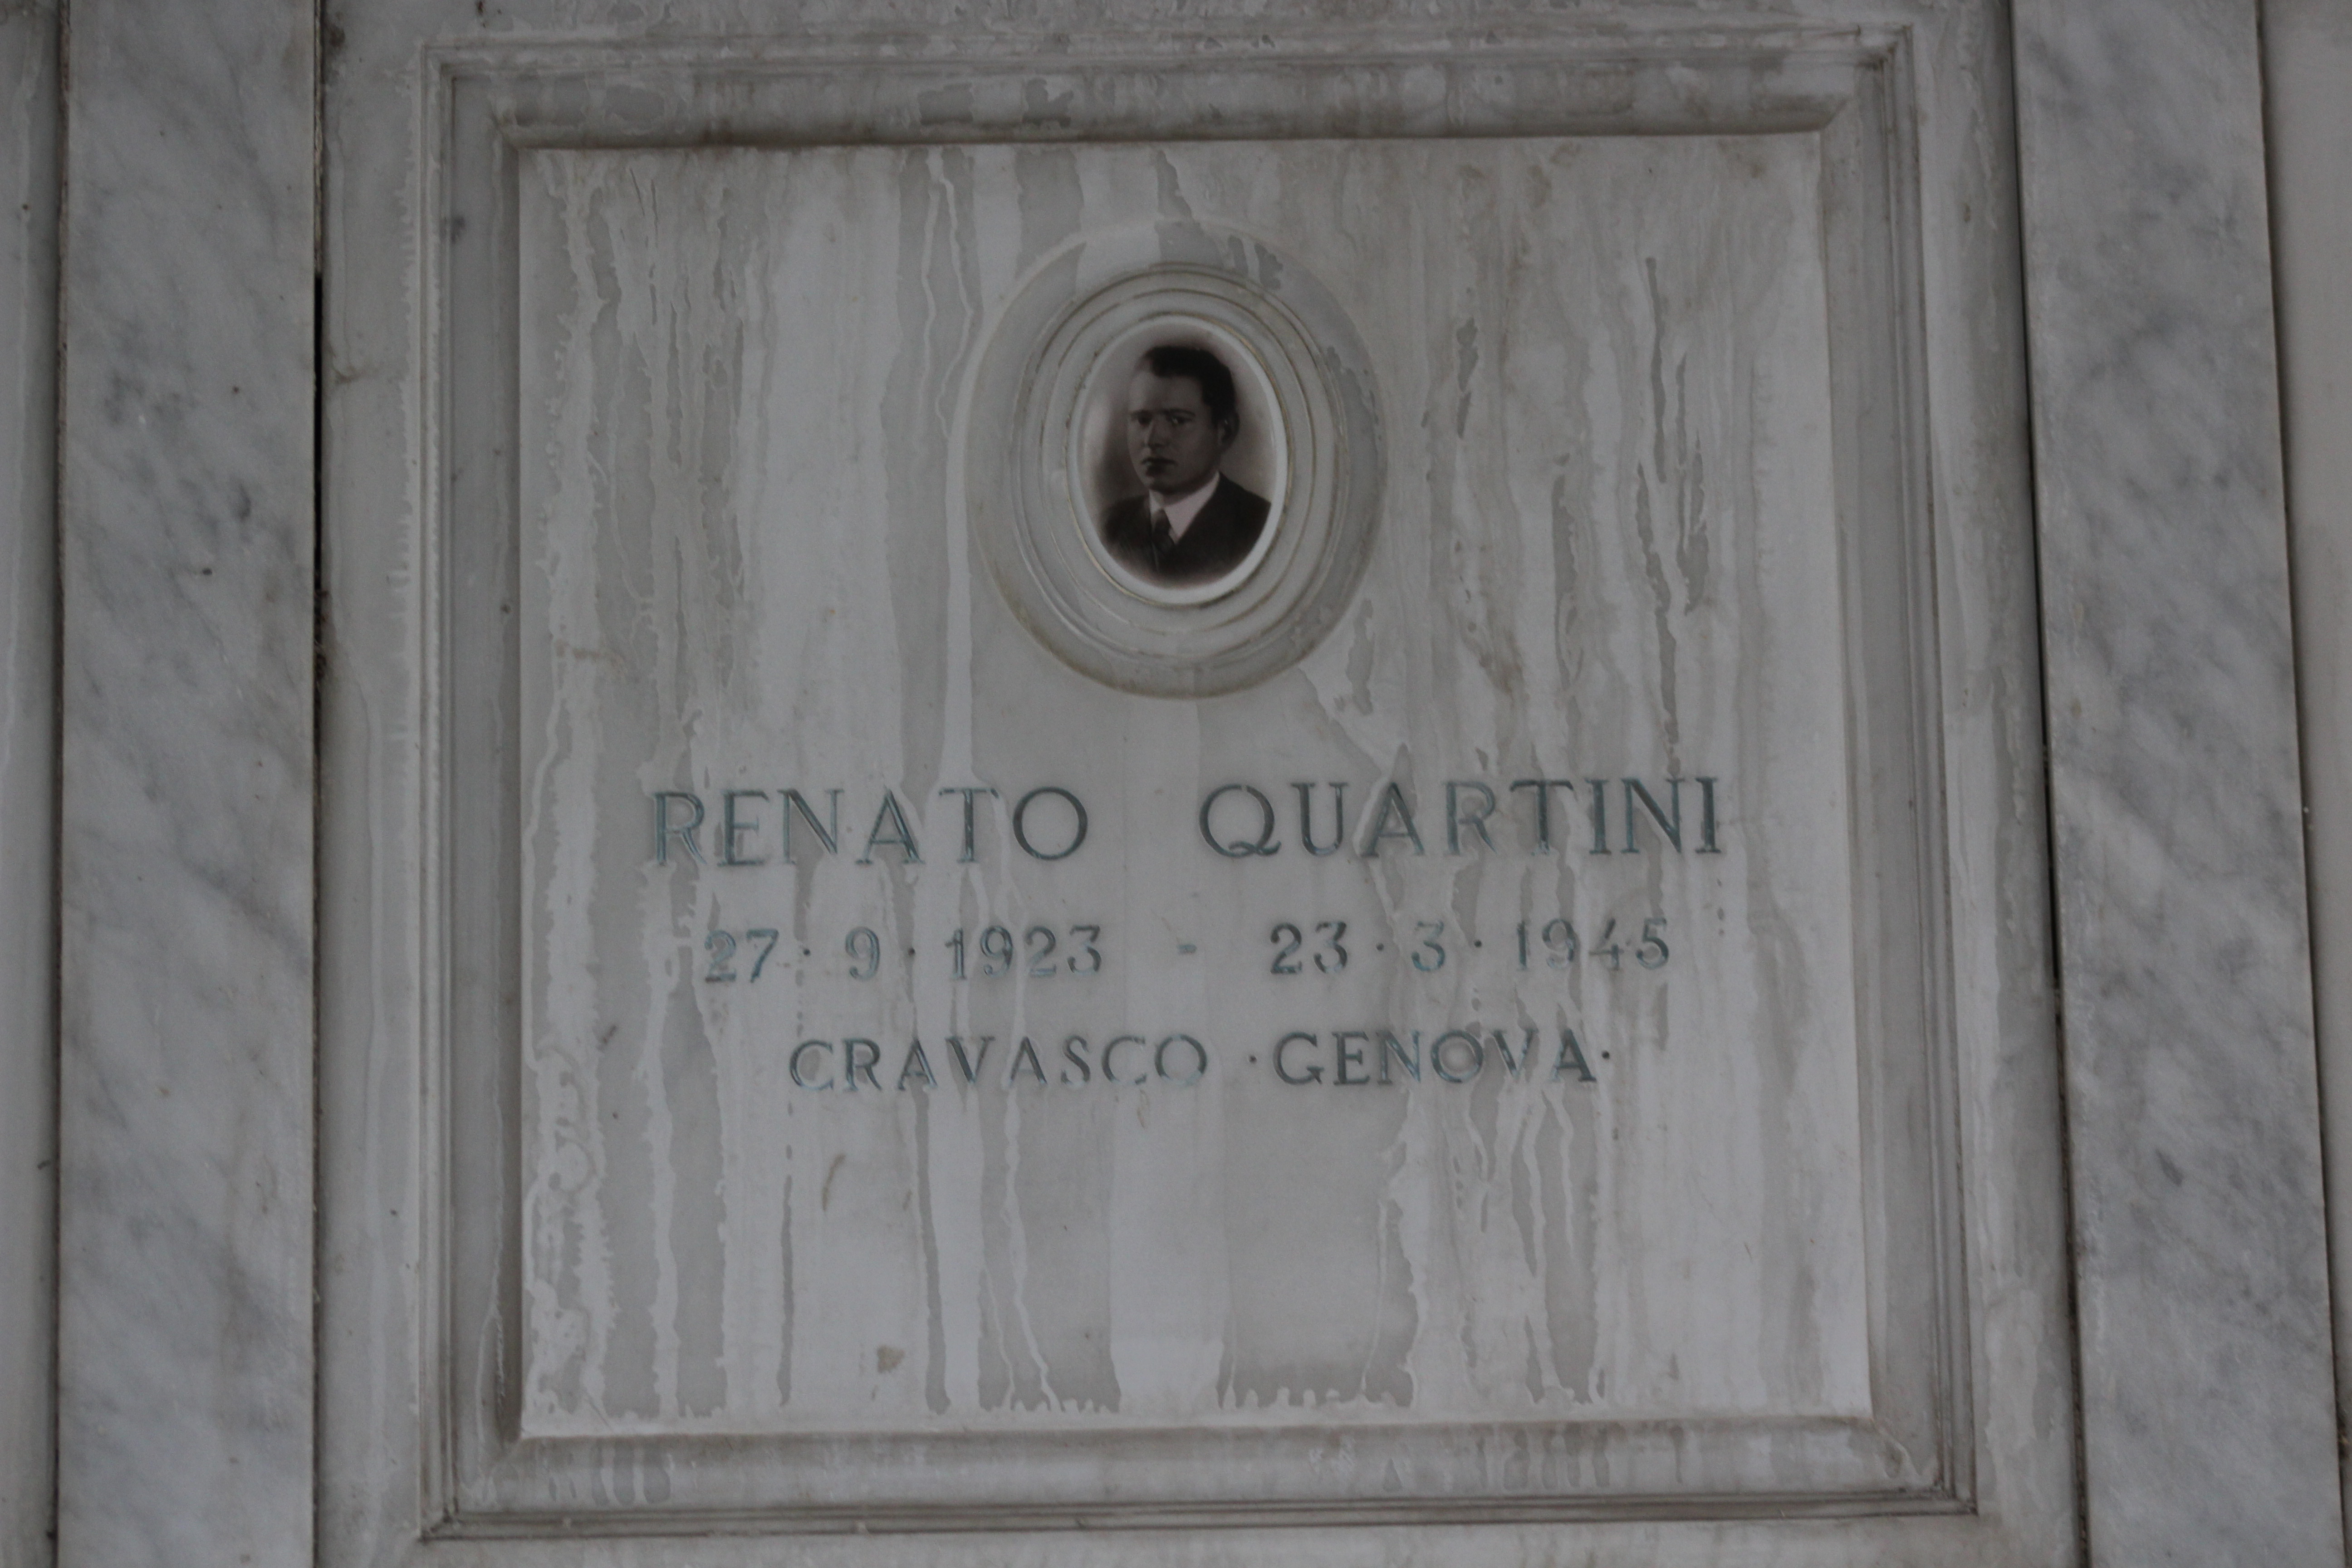 RENATO QUARTINI
27·9·1923 - 23·3·1945
CRAVASCO ·GENOVA·